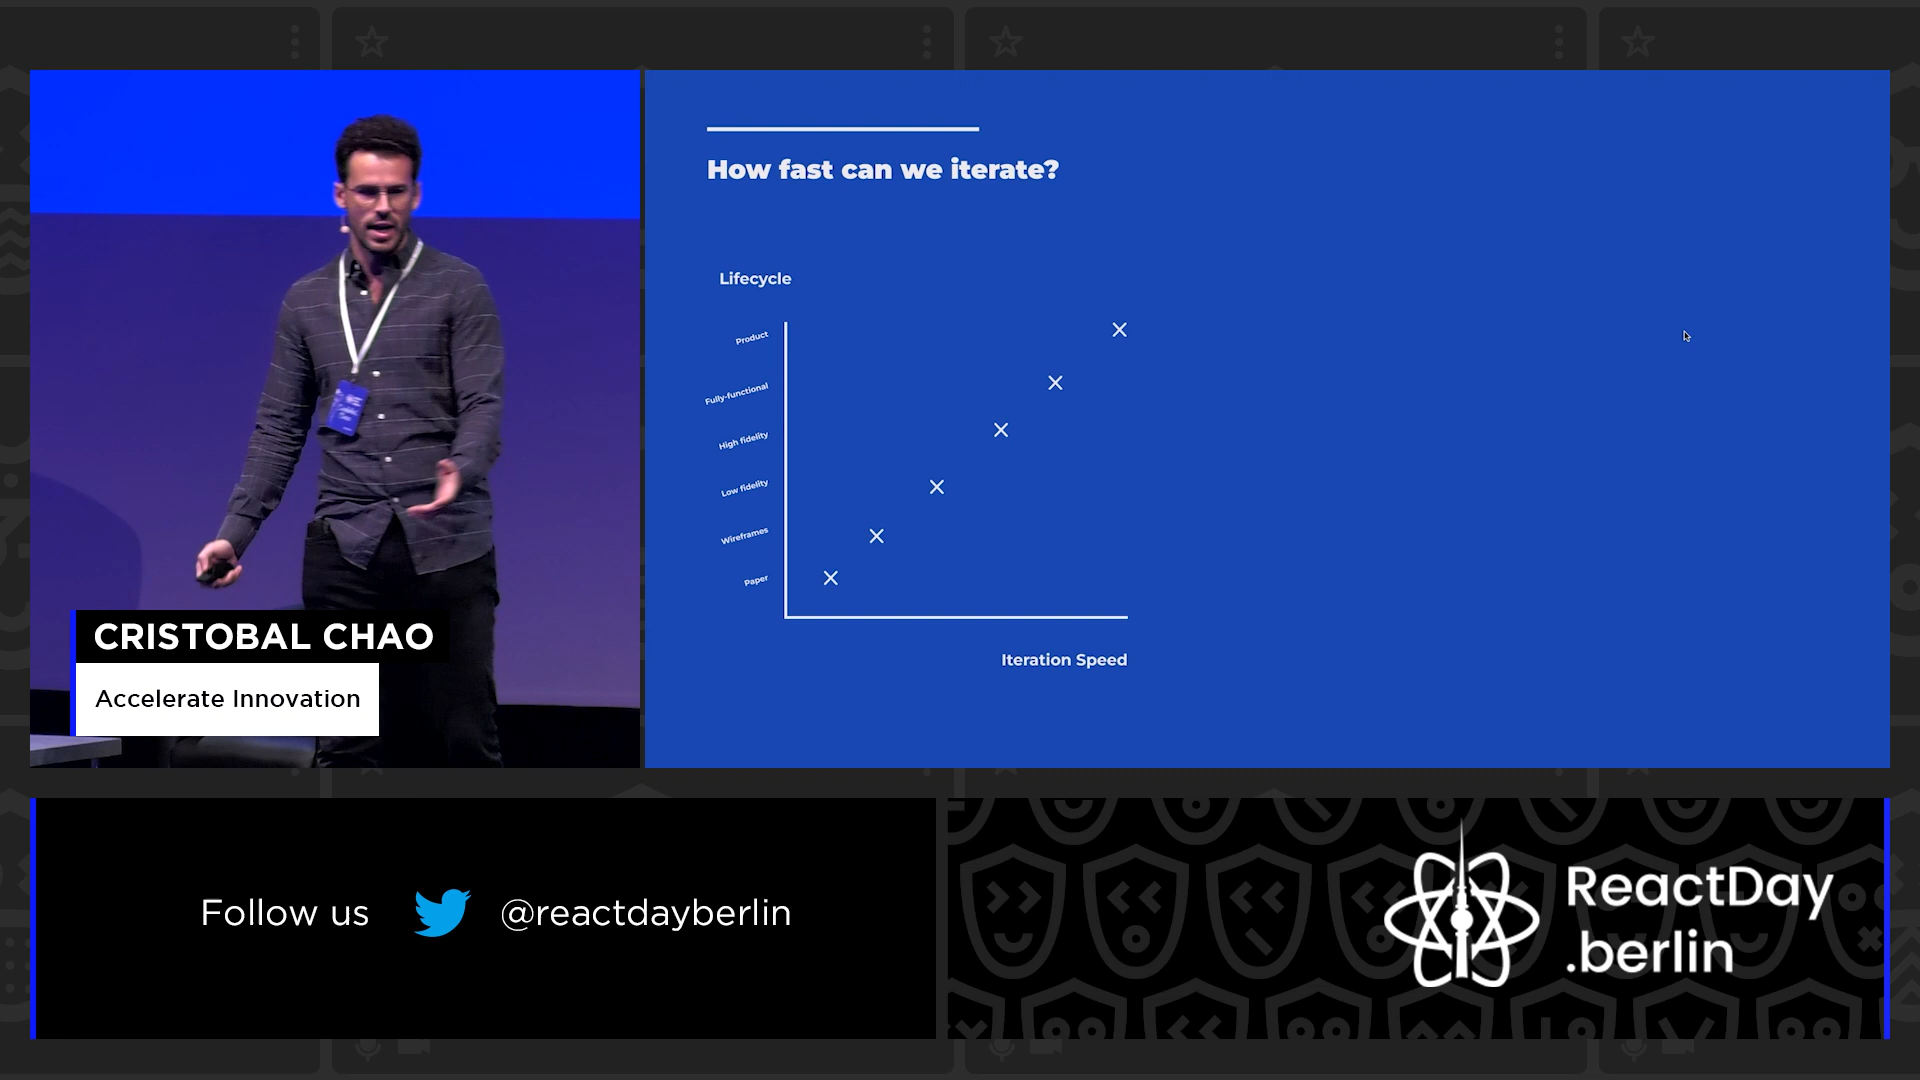 How fast can we iterate?
Lifecycle
Product
Fully-functional
High fidelity
Low fidelity
Wireframes
Paper
Iteration Speed
CRISTOBAL CHAO
Accelerate Innovation
Follow us
@reactdayberlin
ReactDay
.berlin